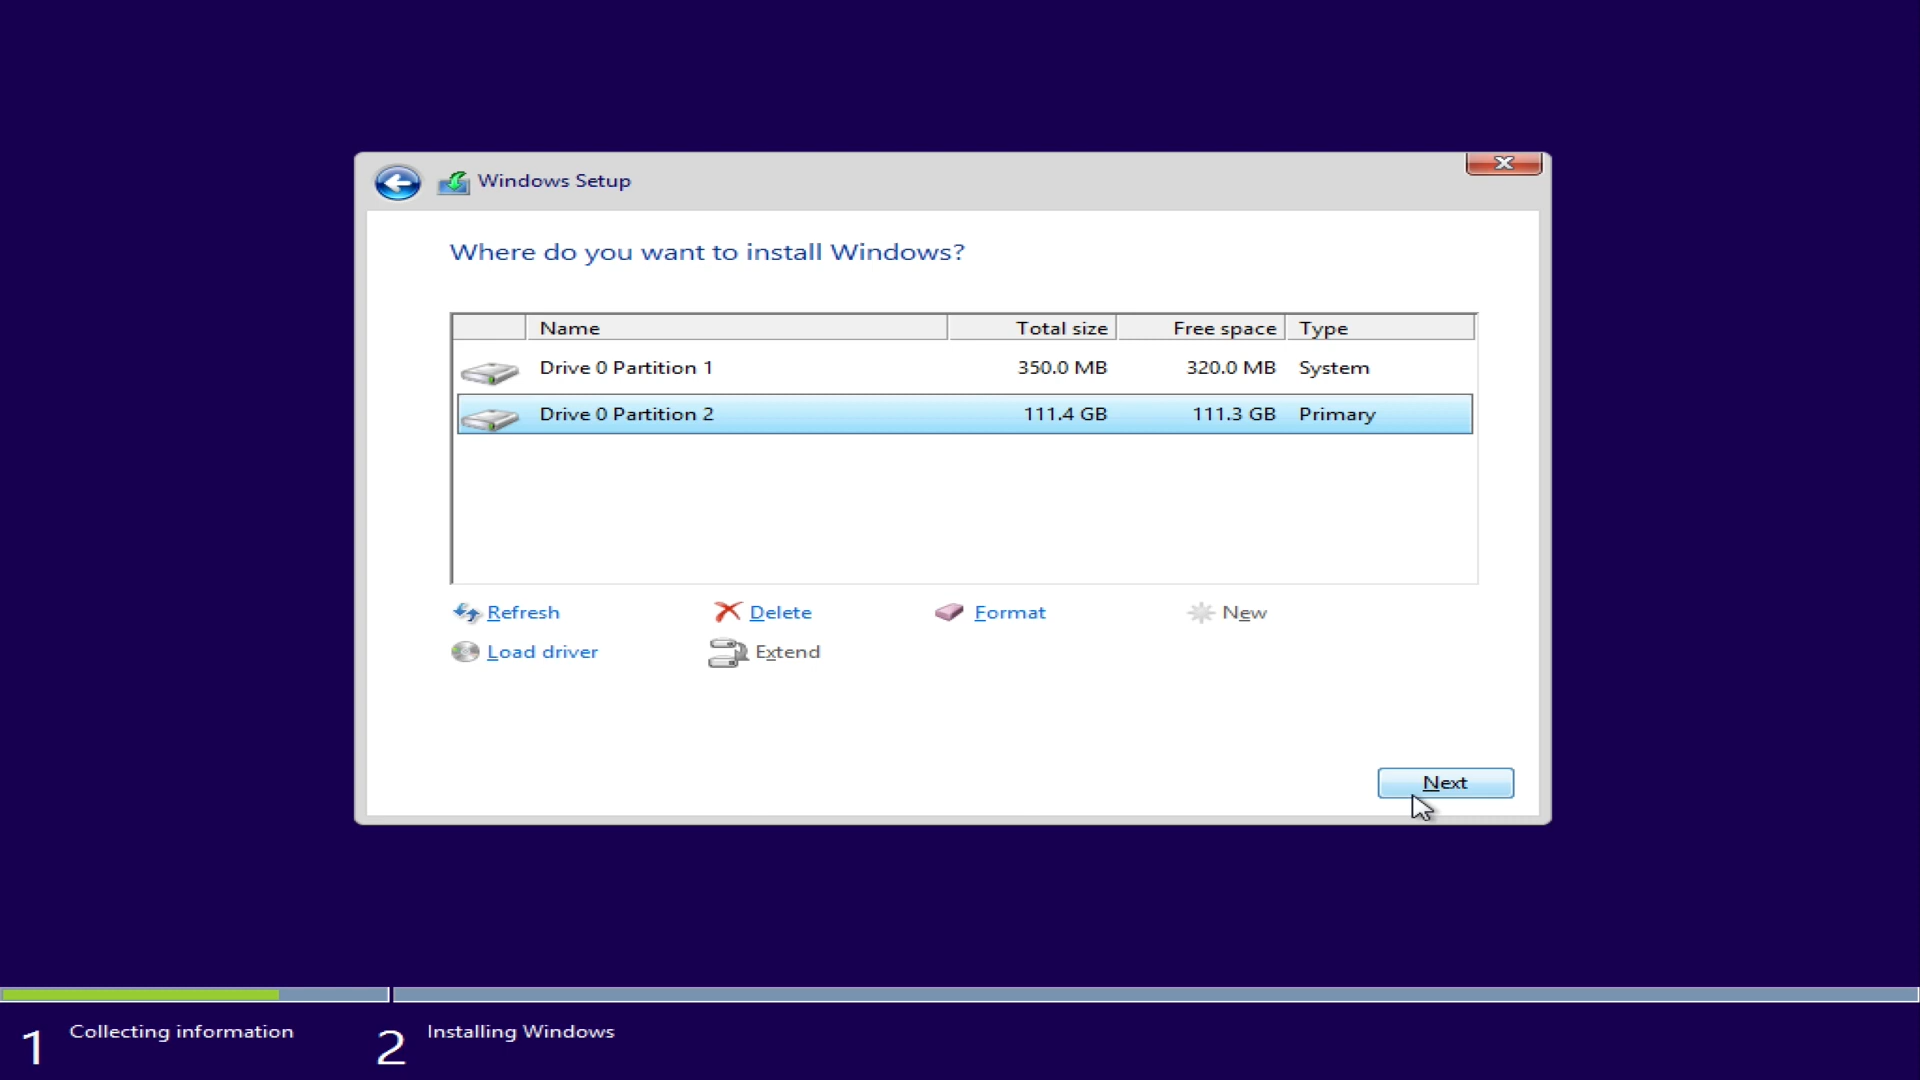 Windows Setup
Where do you want to install Windows?
Name Total size Free space Type
Drive 0 Partition 1 350.0 MB 320.0 MB System
Drive 0 Partition 2 111.4 GB 111.3 GB Primary
Refresh Delete Format New
Load driver Extend
Next
1 Collecting information 2 Installing Windows